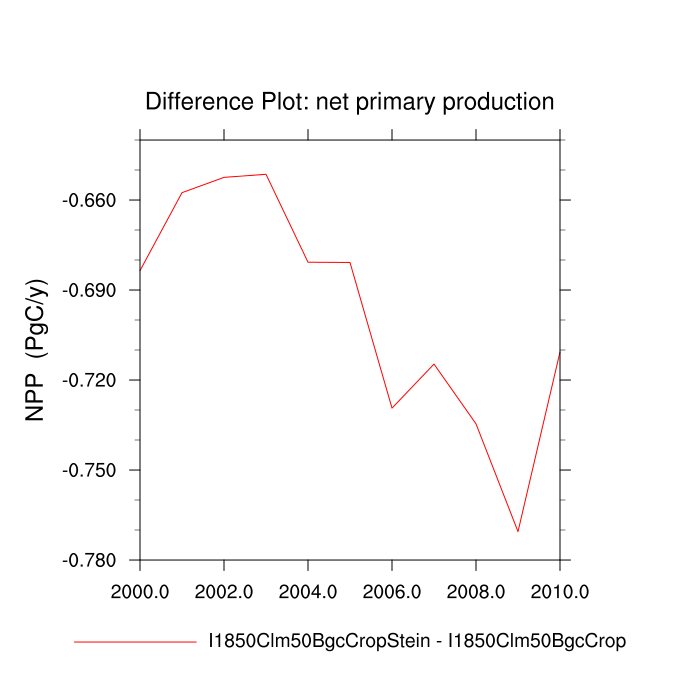 Difference Plot: net primary production
NPP (PgC/y)
-0.660
-0.690
-0.720
-0.750
-0.780
2000.0 2002.0 2004.0 2006.0 2008.0 2010.0
I1850Clm50BgcCropStein - I1850Clm50BgcCrop